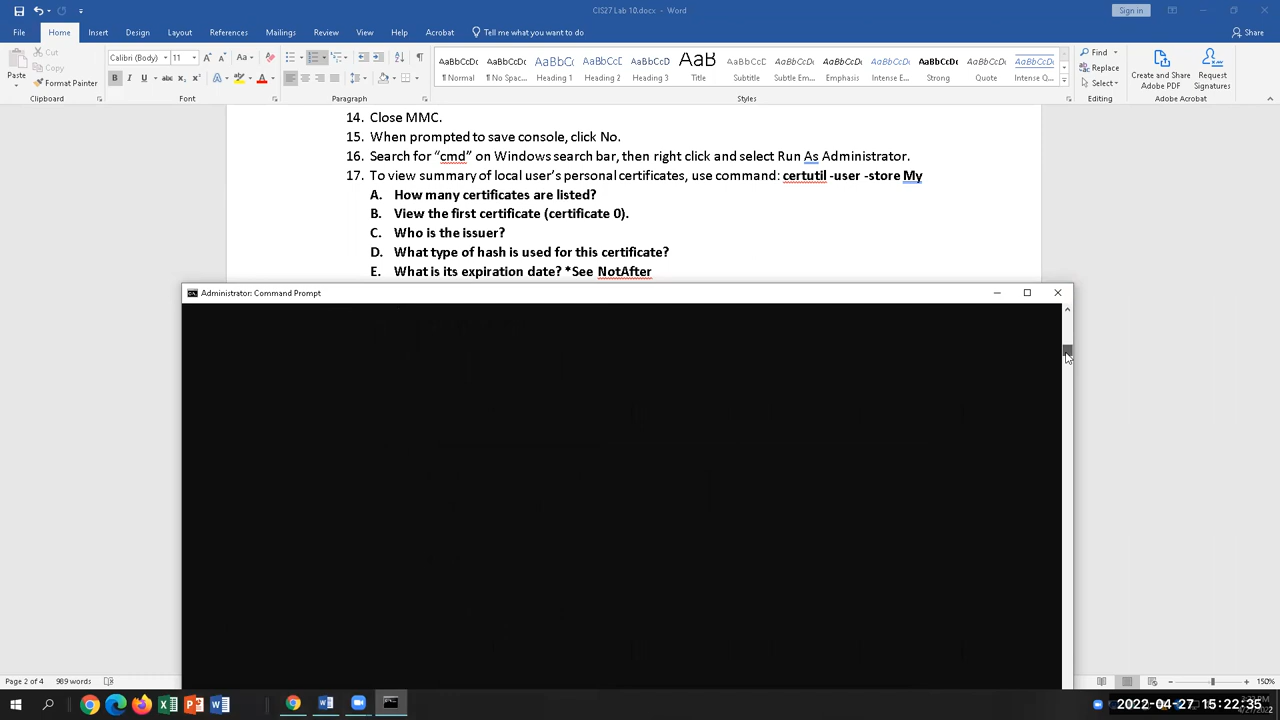 CIS27 Lab 10.docx - Word
Sign in
File Home Insert Design Layout References Mailings Review View Help Acrobat Tell me what you want to do Share
Paste
Cut
Copy
Format Painter
Calibri (Body) 11
AaBbCcDc AaBbCcDc AaBbC( AaBbCcC AaBbCcD AaB AaBbCcD AaBbCcDc AaBbCcDc AaBbCcDc AaBbCcDc AaBbCcDc AaBbCcDc
¶ Normal ¶ No Spac... Heading 1 Heading 2 Heading 3 Title Subtitle Subtle Em... Emphasis Intense E... Strong Quote Intense Q...
Find
Replace
Select
Create and Share Adobe PDF
Request Signatures
Clipboard Font Paragraph Styles Editing Adobe Acrobat
14. Close MMC.
15. When prompted to save console, click No.
16. Search for “cmd” on Windows search bar, then right click and select Run As Administrator.
17. To view summary of local user’s personal certificates, use command: certutil -user -store My
A. How many certificates are listed?
B. View the first certificate (certificate 0).
C. Who is the issuer?
D. What type of hash is used for this certificate?
E. What is its expiration date? *See NotAfter
Administrator: Command Prompt
Page 2 of 4 989 words 150%
2022-04-27 15:22:35